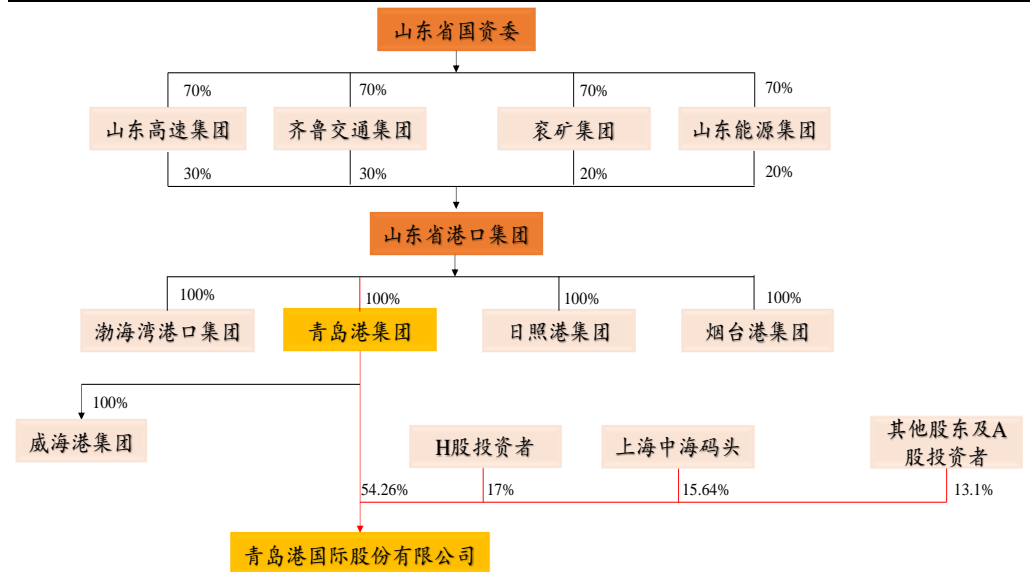 山东省国资委
70%
70%
70%
70%
山东高速集团
齐鲁交通集团
兖矿集团
山东能源集团
30%
30%
20%
20%
山东省港口集团
100%
100%
100%
100%
渤海湾港口集团
青岛港集团
日照港集团
烟台港集团
100%
威海港集团
H股投资者
上海中海码头
其他股东及A
股投资者
54.26%
17%
15.64%
13.1%
青岛港国际股份有限公司